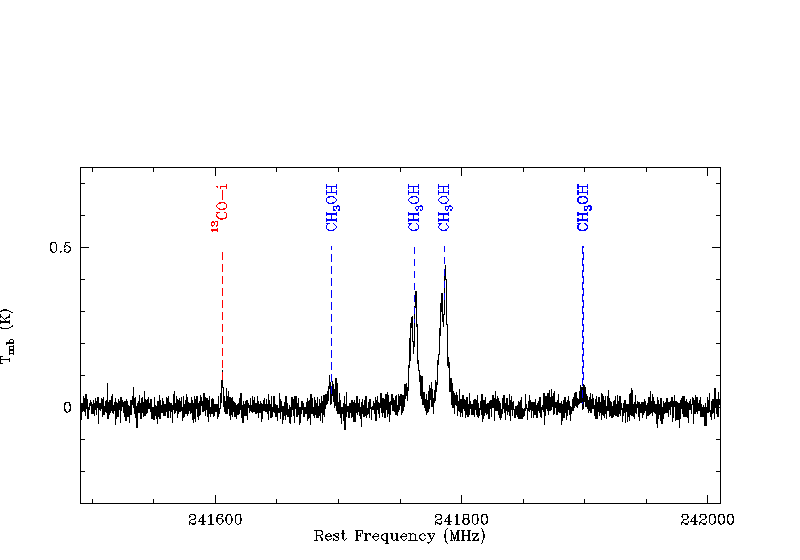 ¹³CO-i
CH₃OH
CH₃OH
CH₃OH
CH₃OH
0.5
0
T_mb (K)
241600
241800
242000
Rest Frequency (MHz)